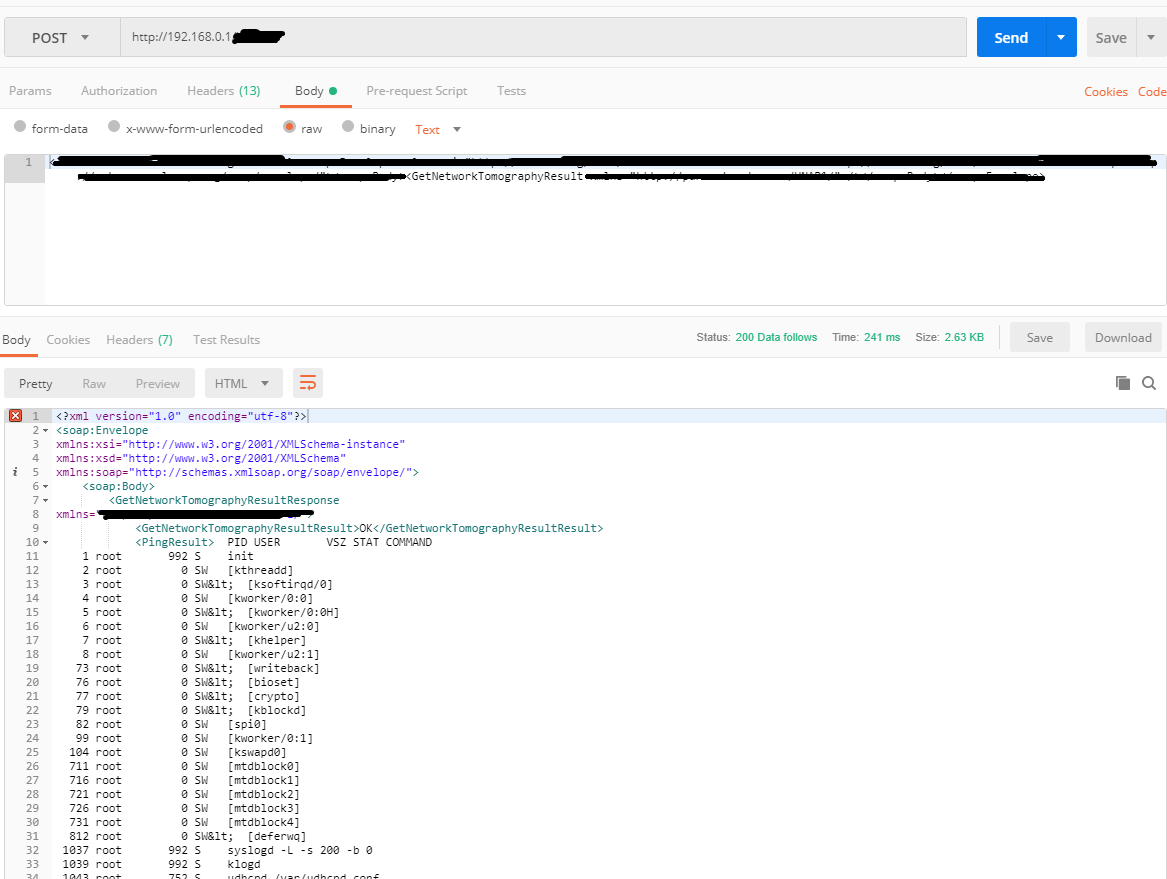 POST http://192.168.0.1 Send Save
Params Authorization Headers (13) Body Pre-request Script Tests Cookies Code
form-data x-www-form-urlencoded raw binary Text
1 <
<GetNetworkTomographyResult
Body Cookies Headers (7) Test Results Status: 200 Data follows Time: 241 ms Size: 2.63 KB Save Download
Pretty Raw Preview HTML
1 <?xml version="1.0" encoding="utf-8"?>
2 <soap:Envelope
3 xmlns:xsi="http://www.w3.org/2001/XMLSchema-instance"
4 xmlns:xsd="http://www.w3.org/2001/XMLSchema"
i 5 xmlns:soap="http://schemas.xmlsoap.org/soap/envelope/">
6 <soap:Body>
7 <GetNetworkTomographyResultResponse
8 xmlns=
9 <GetNetworkTomographyResultResult>OK</GetNetworkTomographyResultResult>
10 <PingResult> PID USER VSZ STAT COMMAND
11 1 root 992 S init
12 2 root 0 SW [kthreadd]
13 3 root 0 SW&lt; [ksoftirqd/0]
14 4 root 0 SW [kworker/0:0]
15 5 root 0 SW&lt; [kworker/0:0H]
16 6 root 0 SW [kworker/u2:0]
17 7 root 0 SW&lt; [khelper]
18 8 root 0 SW [kworker/u2:1]
19 73 root 0 SW&lt; [writeback]
20 76 root 0 SW&lt; [bioset]
21 77 root 0 SW&lt; [crypto]
22 79 root 0 SW&lt; [kblockd]
23 82 root 0 SW [spi0]
24 99 root 0 SW [kworker/0:1]
25 104 root 0 SW [kswapd0]
26 711 root 0 SW [mtdblock0]
27 716 root 0 SW [mtdblock1]
28 721 root 0 SW [mtdblock2]
29 726 root 0 SW [mtdblock3]
30 731 root 0 SW [mtdblock4]
31 812 root 0 SW&lt; [deferwq]
32 1037 root 992 S syslogd -L -s 200 -b 0
33 1039 root 992 S klogd
34 1043 root 752 S udhcpd /var/udhcpd.conf